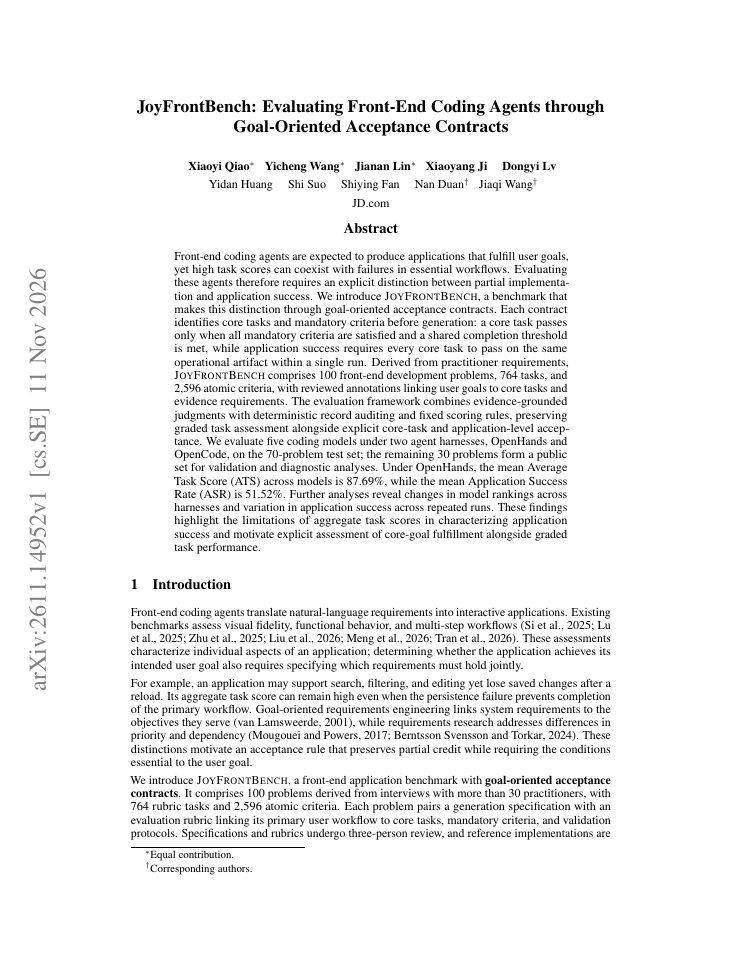 JoyFrontBench: Evaluating Front-End Coding Agents through
Goal-Oriented Acceptance Contracts
Xiaoyi Qiao∗ Yicheng Wang∗ Jianan Lin∗ Xiaoyang Ji Dongyi Lv
Yidan Huang Shi Suo Shiying Fan Nan Duan† Jiaqi Wang†
JD.com
Abstract
Front-end coding agents are expected to produce applications that fulfill user goals,
yet high task scores can coexist with failures in essential workflows. Evaluating
these agents therefore requires an explicit distinction between partial implementa-
tion and application success. We introduce JOYFRONTBENCH, a benchmark that
makes this distinction through goal-oriented acceptance contracts. Each contract
identifies core tasks and mandatory criteria before generation: a core task passes
only when all mandatory criteria are satisfied and a shared completion threshold
is met, while application success requires every core task to pass on the same
operational artifact within a single run. Derived from practitioner requirements,
JOYFRONTBENCH comprises 100 front-end development problems, 764 tasks, and
2,596 atomic criteria, with reviewed annotations linking user goals to core tasks and
evidence requirements. The evaluation framework combines evidence-grounded
judgments with deterministic record auditing and fixed scoring rules, preserving
graded task assessment alongside explicit core-task and application-level accep-
tance. We evaluate five coding models under two agent harnesses, OpenHands and
OpenCode, on the 70-problem test set; the remaining 30 problems form a public
set for validation and diagnostic analyses. Under OpenHands, the mean Average
Task Score (ATS) across models is 87.69%, while the mean Application Success
Rate (ASR) is 51.52%. Further analyses reveal changes in model rankings across
harnesses and variation in application success across repeated runs. These findings
highlight the limitations of aggregate task scores in characterizing application
success and motivate explicit assessment of core-goal fulfillment alongside graded
task performance.
1 Introduction
Front-end coding agents translate natural-language requirements into interactive applications. Existing
benchmarks assess visual fidelity, functional behavior, and multi-step workflows (Si et al., 2025; Lu
et al., 2025; Zhu et al., 2025; Liu et al., 2026; Meng et al., 2026; Tran et al., 2026). These assessments
characterize individual aspects of an application; determining whether the application achieves its
intended user goal also requires specifying which requirements must hold jointly.
For example, an application may support search, filtering, and editing yet lose saved changes after a
reload. Its aggregate task score can remain high even when the persistence failure prevents completion
of the primary workflow. Goal-oriented requirements engineering links system requirements to the
objectives they serve (van Lamsweerde, 2001), while requirements research addresses differences in
priority and dependency (Mougouei and Powers, 2017; Berntsson Svensson and Torkar, 2024). These
distinctions motivate an acceptance rule that preserves partial credit while requiring the conditions
essential to the user goal.
We introduce JOYFRONTBENCH, a front-end application benchmark with goal-oriented acceptance
contracts. It comprises 100 problems derived from interviews with more than 30 practitioners, with
764 rubric tasks and 2,596 atomic criteria. Each problem pairs a generation specification with an
evaluation rubric linking its primary user workflow to core tasks, mandatory criteria, and validation
protocols. Specifications and rubrics undergo three-person review, and reference implementations are
∗Equal contribution.
†Corresponding authors.
arXiv:2611.14952v1 [cs.SE] 11 Nov 2026